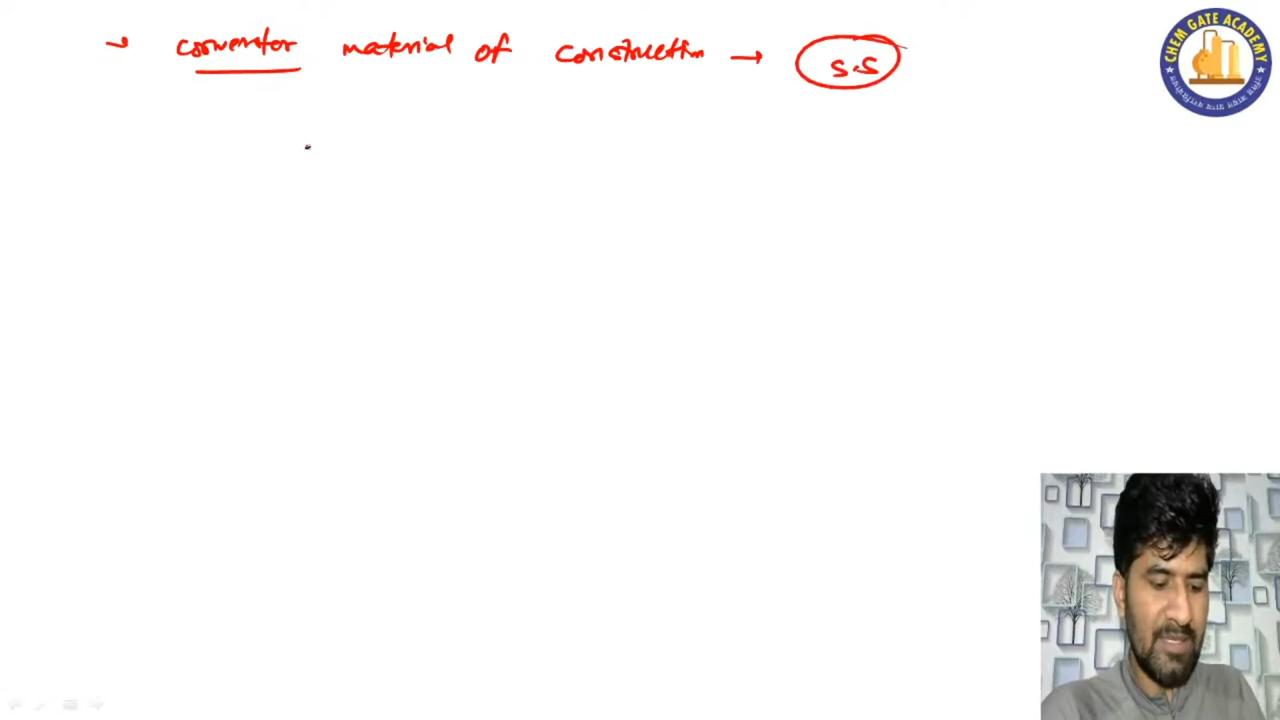 → convertor material of construction → S.S
CHEM GATE ACADEMY